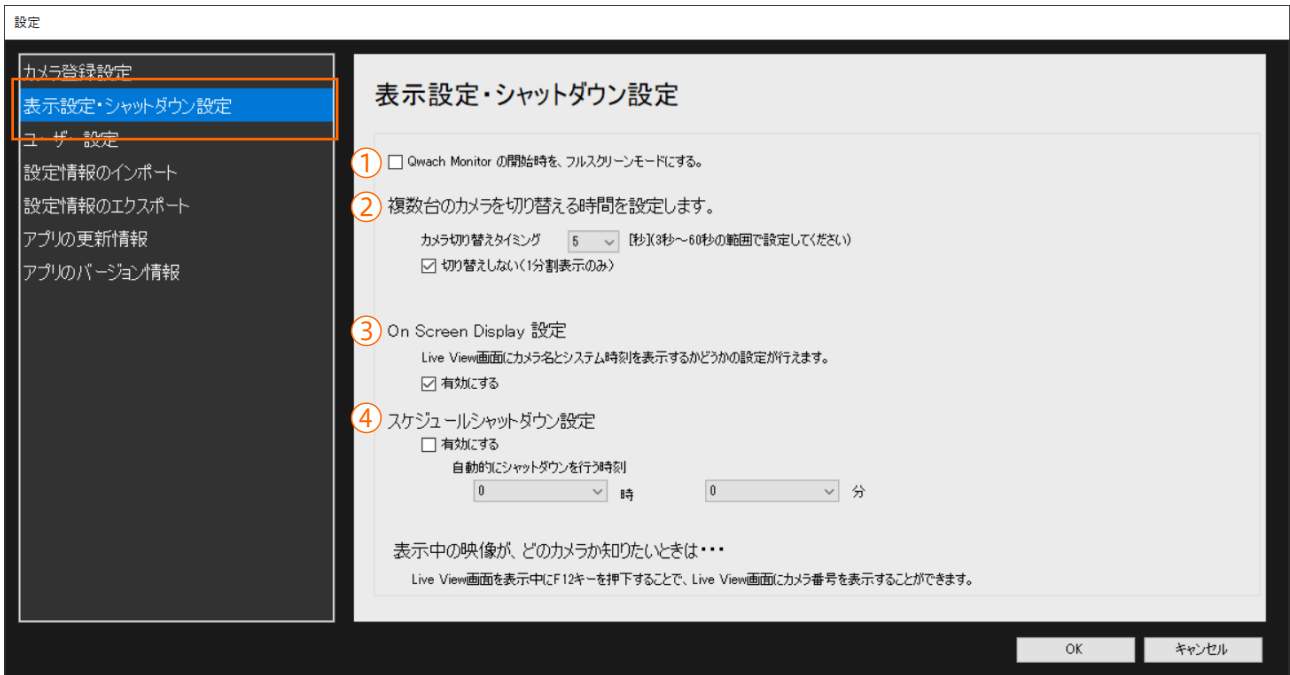 設定
カメラ登録設定
表示設定・シャットダウン設定
ユーザー設定
設定情報のインポート
設定情報のエクスポート
アプリの更新情報
アプリのバージョン情報
表示設定・シャットダウン設定
① Qwach Monitor の開始時を、フルスクリーンモードにする。
② 複数台のカメラを切り替える時間を設定します。
カメラ切り替えタイミング 5 [秒](3秒～60秒の範囲で設定してください)
切り替えしない(1分割表示のみ)
③ On Screen Display 設定
Live View画面にカメラ名とシステム時刻を表示するかどうかの設定が行えます。
有効にする
④ スケジュールシャットダウン設定
有効にする
自動的にシャットダウンを行う時刻
0 時 0 分
表示中の映像が、どのカメラか知りたいときは・・・
Live View画面を表示中にF12キーを押下することで、Live View画面にカメラ番号を表示することができます。
OK キャンセル